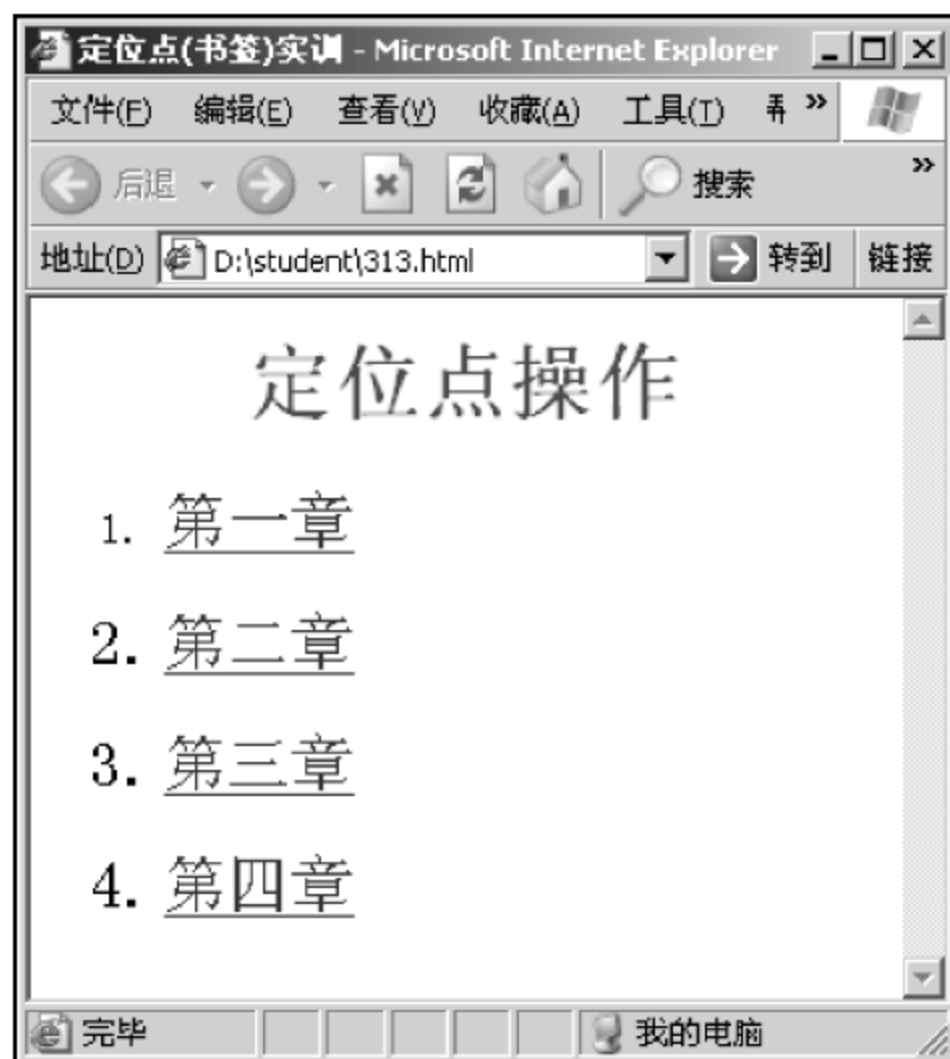 定位点(书签)实训 - Microsoft Internet Explorer
文件(F) 编辑(E) 查看(V) 收藏(A) 工具(T) »
后退 搜索 »
地址(D) D:\student\313.html 转到 链接
定位点操作
1. 第一章
2. 第二章
3. 第三章
4. 第四章
完毕 我的电脑